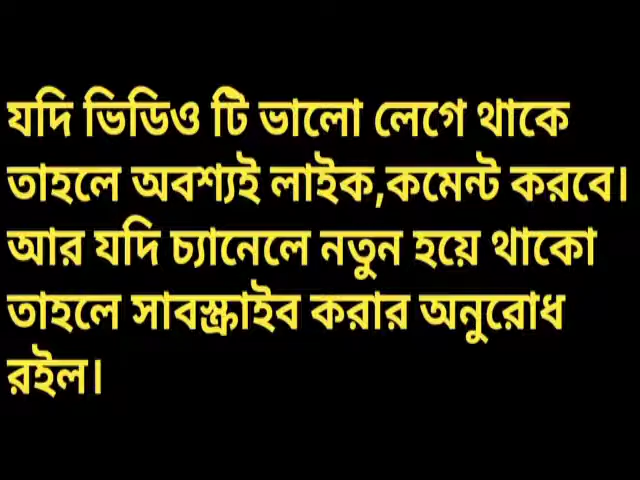 যদি ভিডিও টি ভালো লেগে থাকে
তাহলে অবশ্যই লাইক,কমেন্ট করবে।
আর যদি চ্যানেলে নতুন হয়ে থাকো
তাহলে সাবস্ক্রাইব করার অনুরোধ
রইল।